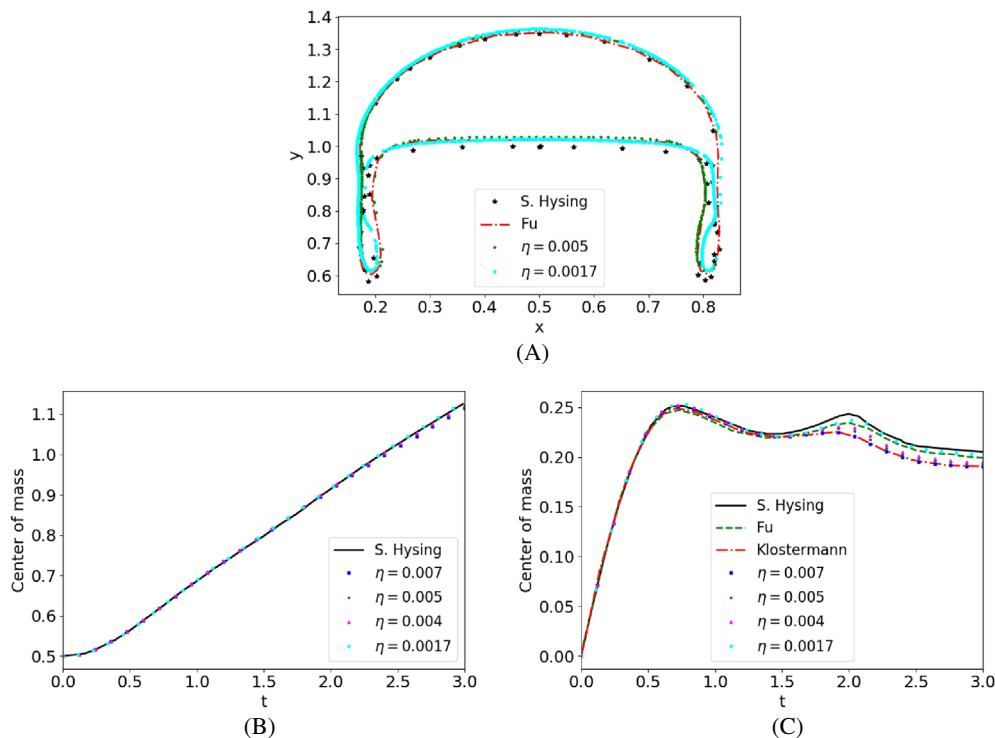 1.4
1.3
1.2
1.1
1.0
0.9
0.8
0.7
0.6
y
S. Hysing
Fu
η = 0.005
η = 0.0017
0.2 0.3 0.4 0.5 0.6 0.7 0.8
x
(A)
1.1
1.0
0.9
0.8
0.7
0.6
0.5
Center of mass
S. Hysing
η = 0.007
η = 0.005
η = 0.004
η = 0.0017
0.0 0.5 1.0 1.5 2.0 2.5 3.0
t
(B)
0.25
0.20
0.15
0.10
0.05
0.00
Center of mass
S. Hysing
Fu
Klostermann
η = 0.007
η = 0.005
η = 0.004
η = 0.0017
0.0 0.5 1.0 1.5 2.0 2.5 3.0
t
(C)